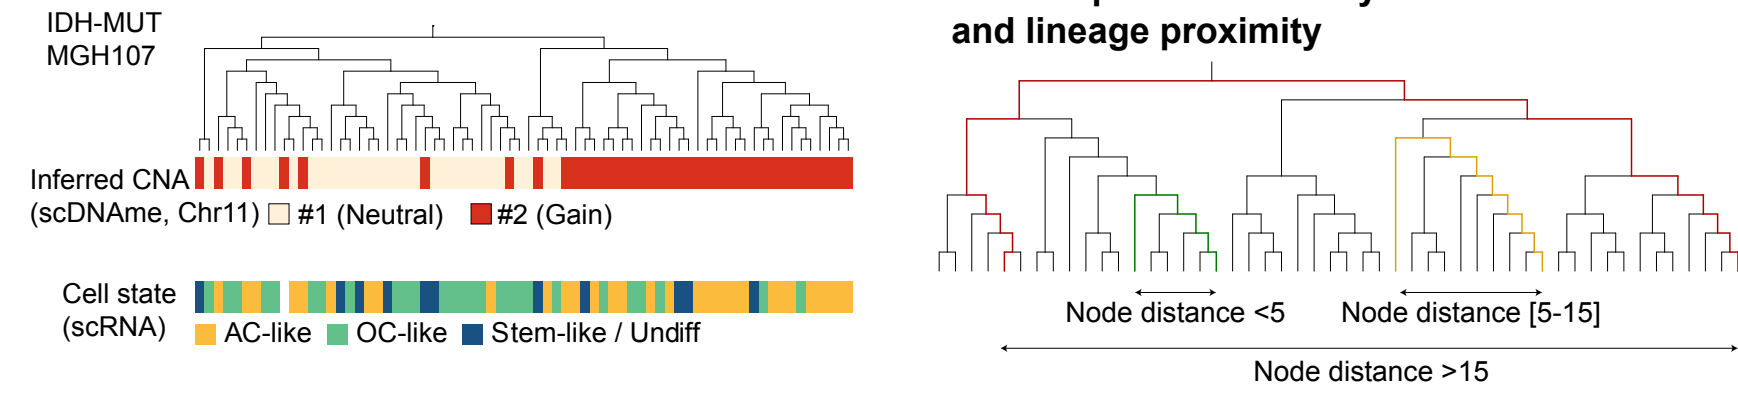 IDH-MUT
MGH107
Inferred CNA
(scDNAme, Chr11)
#1 (Neutral)
#2 (Gain)
Cell state
(scRNA)
AC-like
OC-like
Stem-like / Undiff
and lineage proximity
Node distance <5
Node distance [5-15]
Node distance >15